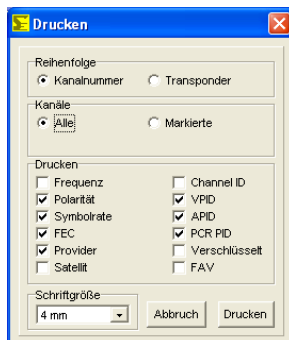 Drucken
Reihenfolge
Kanalnummer Transponder
Kanäle
Alle Markierte
Drucken
Frequenz Channel ID
Polarität VPID
Symbolrate APID
FEC PCR PID
Provider Verschlüsselt
Satellit FAV
Schriftgröße
4 mm Abbruch Drucken